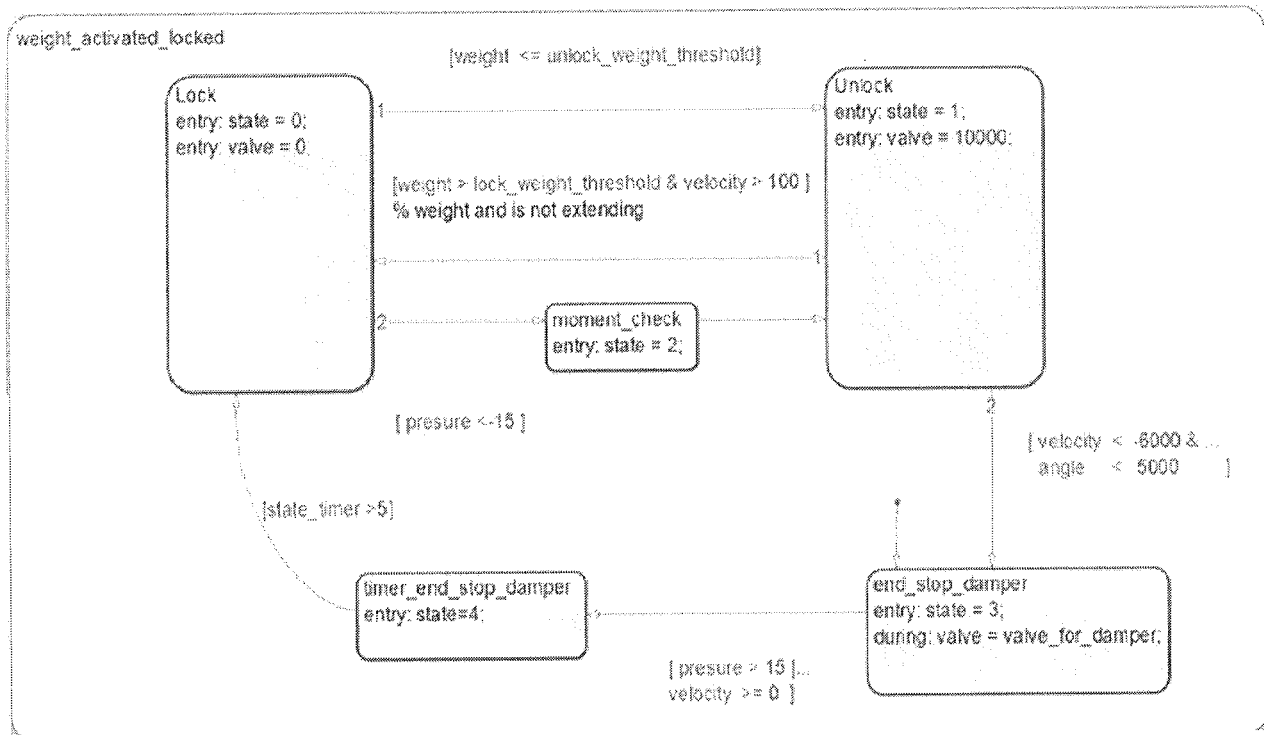 weight_activated_locked
[weight <= unlock_weight_threshold]
Lock
entry: state = 0;
entry: valve = 0;
Unlock
entry: state = 1;
entry: valve = 10000;
1
[weight > lock_weight_threshold & velocity > 100 ]
% weight and is not extending
1
2
moment_check
entry: state = 2;
[ presure <-15 ]
2
[ velocity < -6000 & ...
angle < 5000 ]
[state_timer >5]
timer_end_stop_damper
entry: state=4;
end_stop_damper
entry: state = 3;
during: valve = valve_for_damper;
[ presure > 15 |...
velocity >= 0 ]